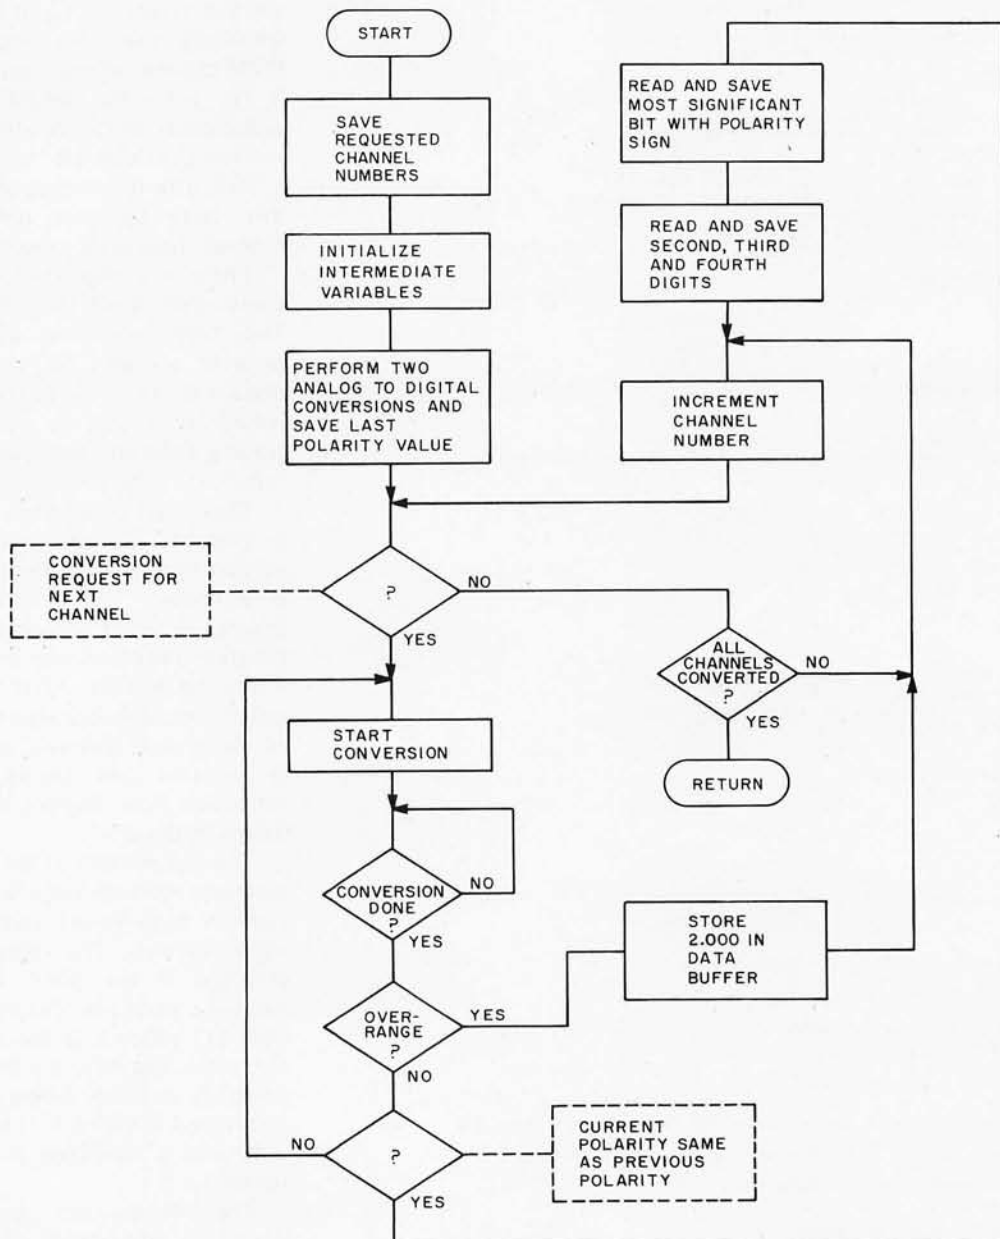 START
SAVE
REQUESTED
CHANNEL
NUMBERS
INITIALIZE
INTERMEDIATE
VARIABLES
PERFORM TWO
ANALOG TO DIGITAL
CONVERSIONS AND
SAVE LAST
POLARITY VALUE
READ AND SAVE
MOST SIGNIFICANT
BIT WITH POLARITY
SIGN
READ AND SAVE
SECOND, THIRD
AND FOURTH
DIGITS
INCREMENT
CHANNEL
NUMBER
CONVERSION
REQUEST FOR
NEXT
CHANNEL
?
NO
YES
ALL
CHANNELS
CONVERTED
?
NO
YES
RETURN
START
CONVERSION
CONVERSION
DONE
?
NO
YES
OVER-
RANGE
?
YES
NO
STORE
2.000 IN
DATA
BUFFER
?
NO
YES
CURRENT
POLARITY SAME
AS PREVIOUS
POLARITY